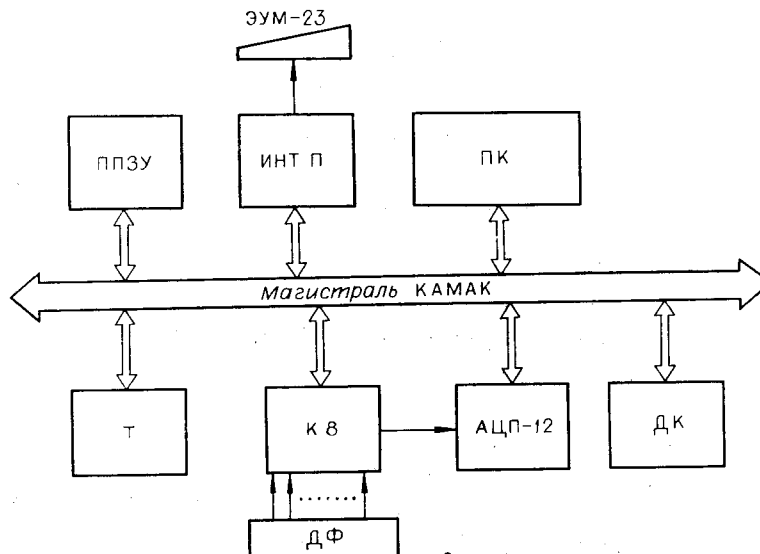 ЭУМ-23
ППЗУ
ИНТ П
ПК
Магистраль КАМАК
Т
К 8
АЦП-12
ДК
ДФ